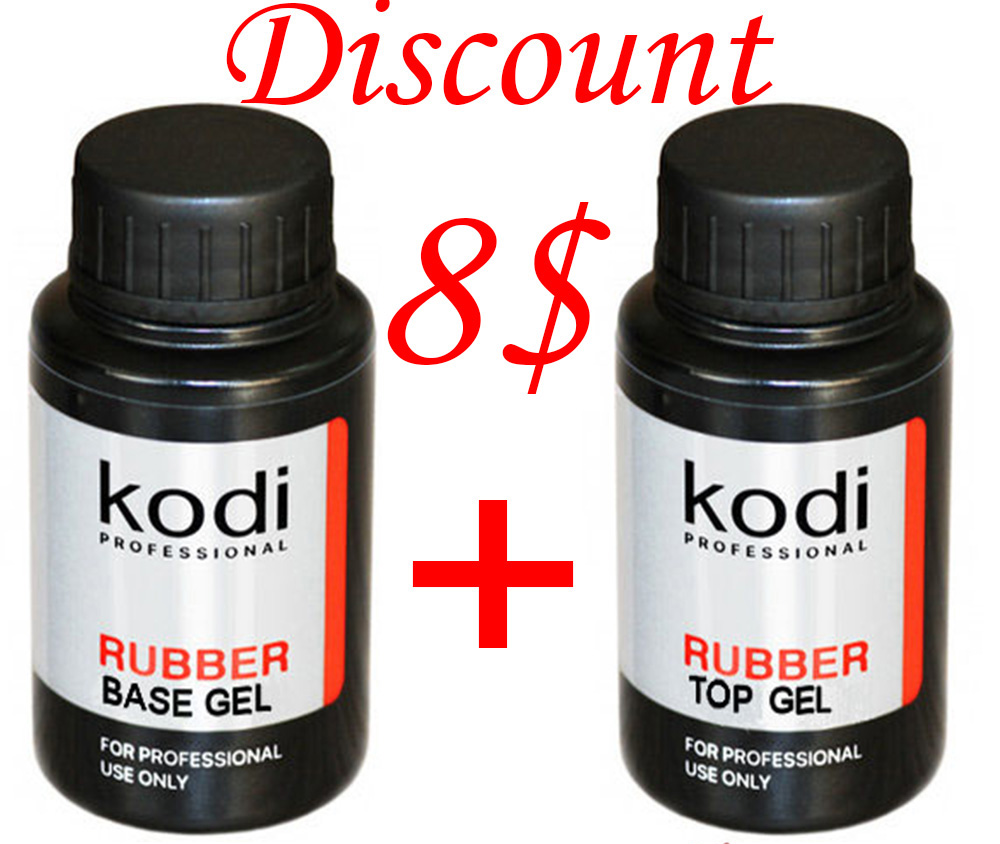 Discount
8$
kodi
PROFESSIONAL
RUBBER
BASE GEL
FOR PROFESSIONAL
USE ONLY
+
kodi
PROFESSIONAL
RUBBER
TOP GEL
FOR PROFESSIONAL
USE ONLY